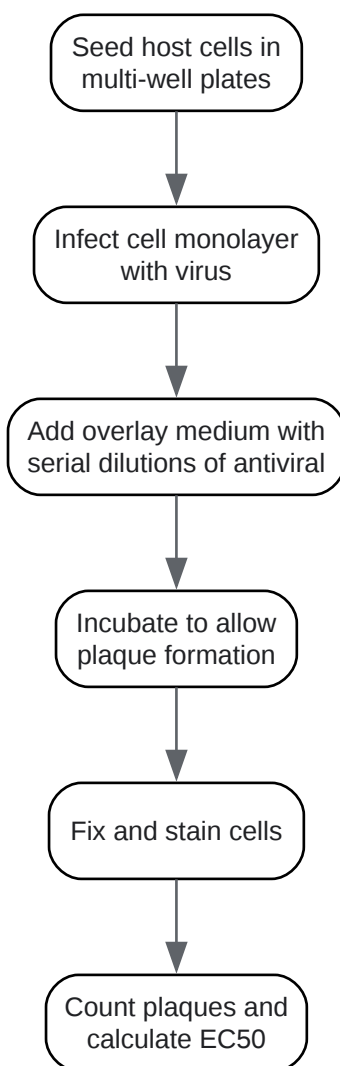 Seed host cells in
multi-well plates
Infect cell monolayer
with virus
Add overlay medium with
serial dilutions of antiviral
Incubate to allow
plaque formation
Fix and stain cells
Count plaques and
calculate EC50